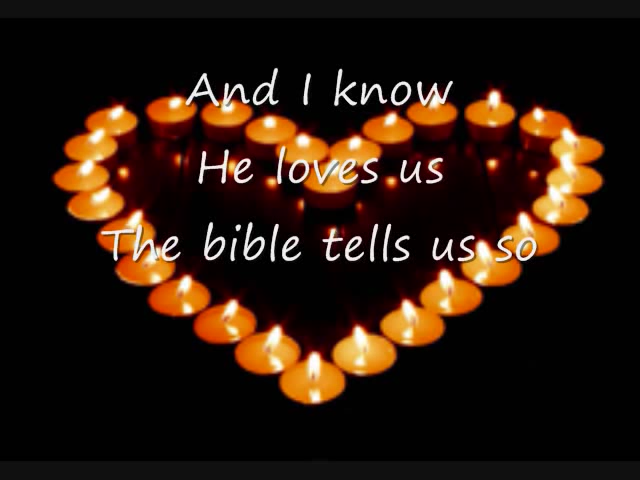 And I know
He loves us
The bible tells us so